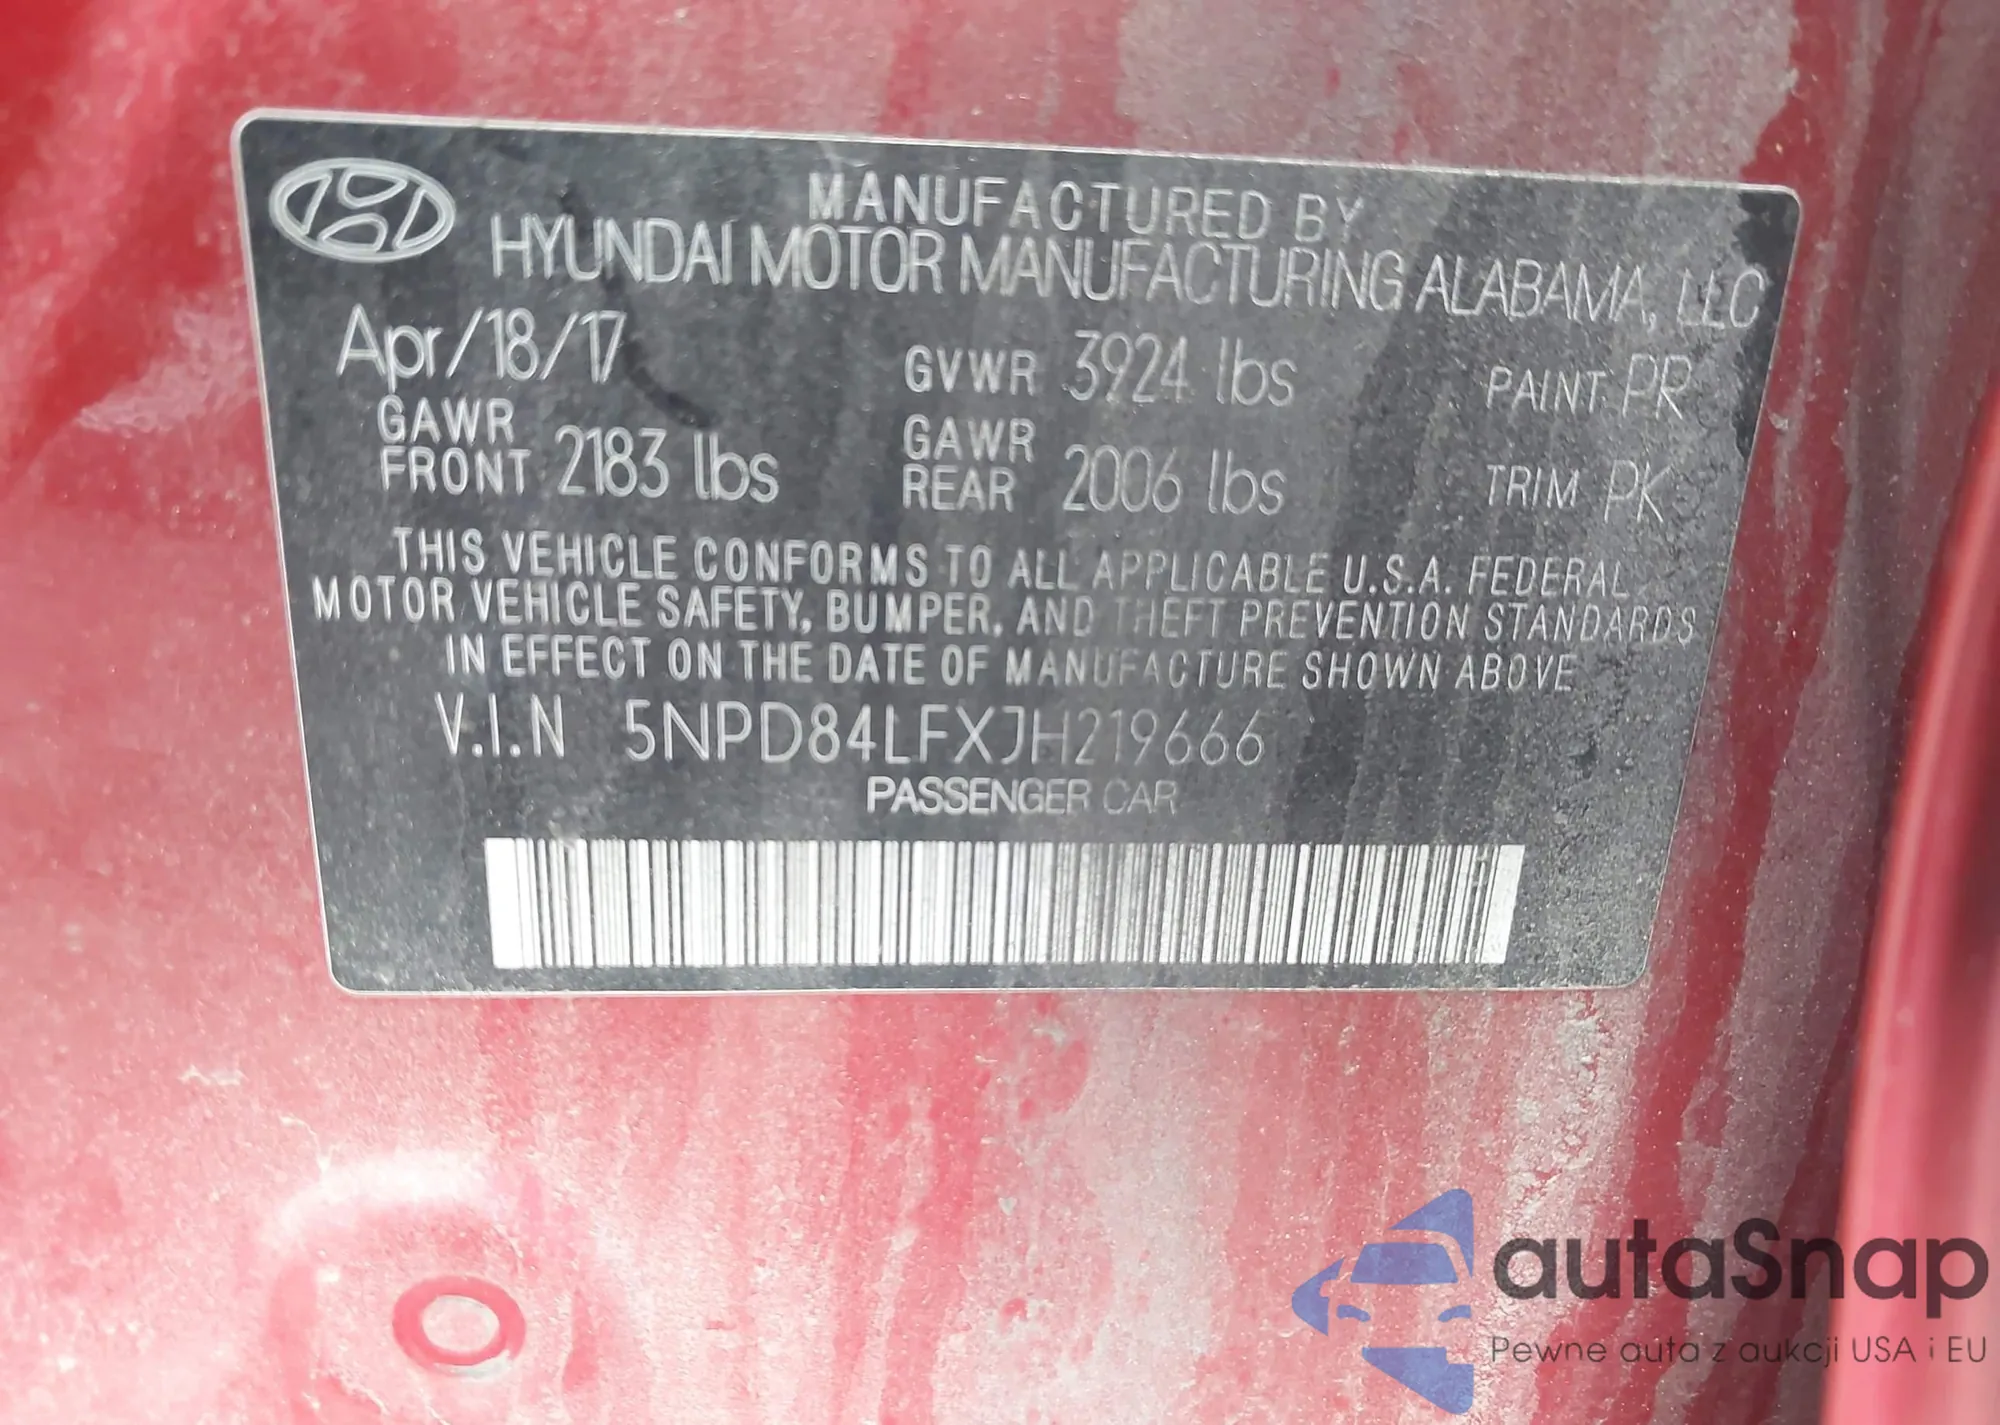 MANUFACTURED BY
HYUNDAI MOTOR MANUFACTURING ALABAMA, LLC
Apr/18/17 GVWR 3924 lbs PAINT PR
GAWR FRONT 2183 lbs GAWR REAR 2006 lbs TRIM PK
THIS VEHICLE CONFORMS TO ALL APPLICABLE U.S.A. FEDERAL
MOTOR VEHICLE SAFETY, BUMPER, AND THEFT PREVENTION STANDARDS
IN EFFECT ON THE DATE OF MANUFACTURE SHOWN ABOVE
V.I.N 5NPD84LFXJH219666
PASSENGER CAR
autaSnap
Pewne auta z aukcji USA i EU